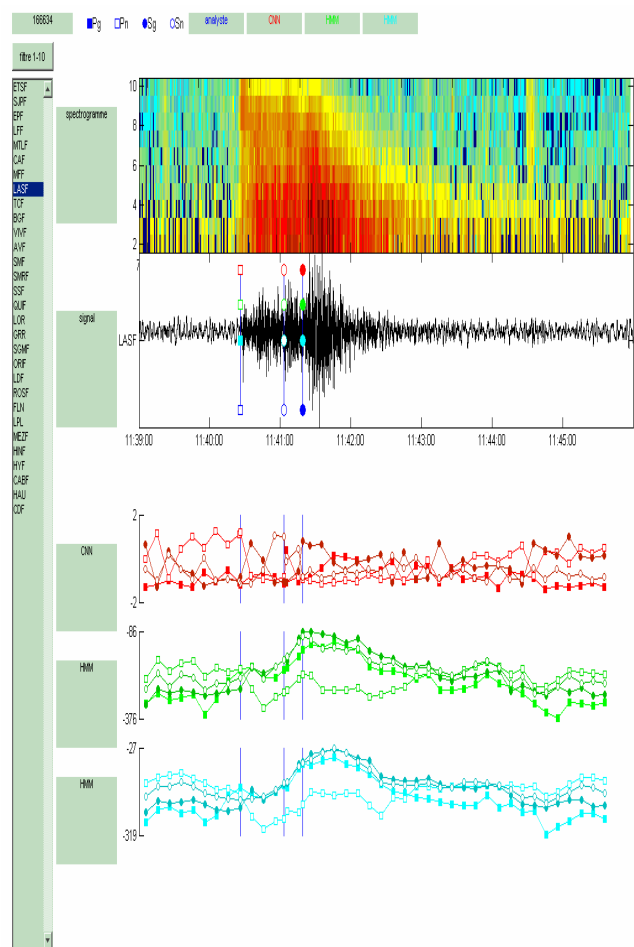 166634 Pg Pn Sg Sn analyste CNN HMM HMM
filtre 1-10
ETSF
SJPF
EPF
LFF
MTLF
CAF
MFF
LASF
TCF
BGF
VIVF
AVF
SMF
SMRF
SSF
QUIF
LOR
GRR
SGMF
ORIF
LDF
ROSF
FLN
LPL
MEZF
HINF
HYF
CABF
HAU
CDF
spectrogramme
10
8
6
4
2
signal
LASF
11:39:00 11:40:00 11:41:00 11:42:00 11:43:00 11:44:00 11:45:00
CNN
2
-2
HMM
-86
-376
HMM
-27
-319